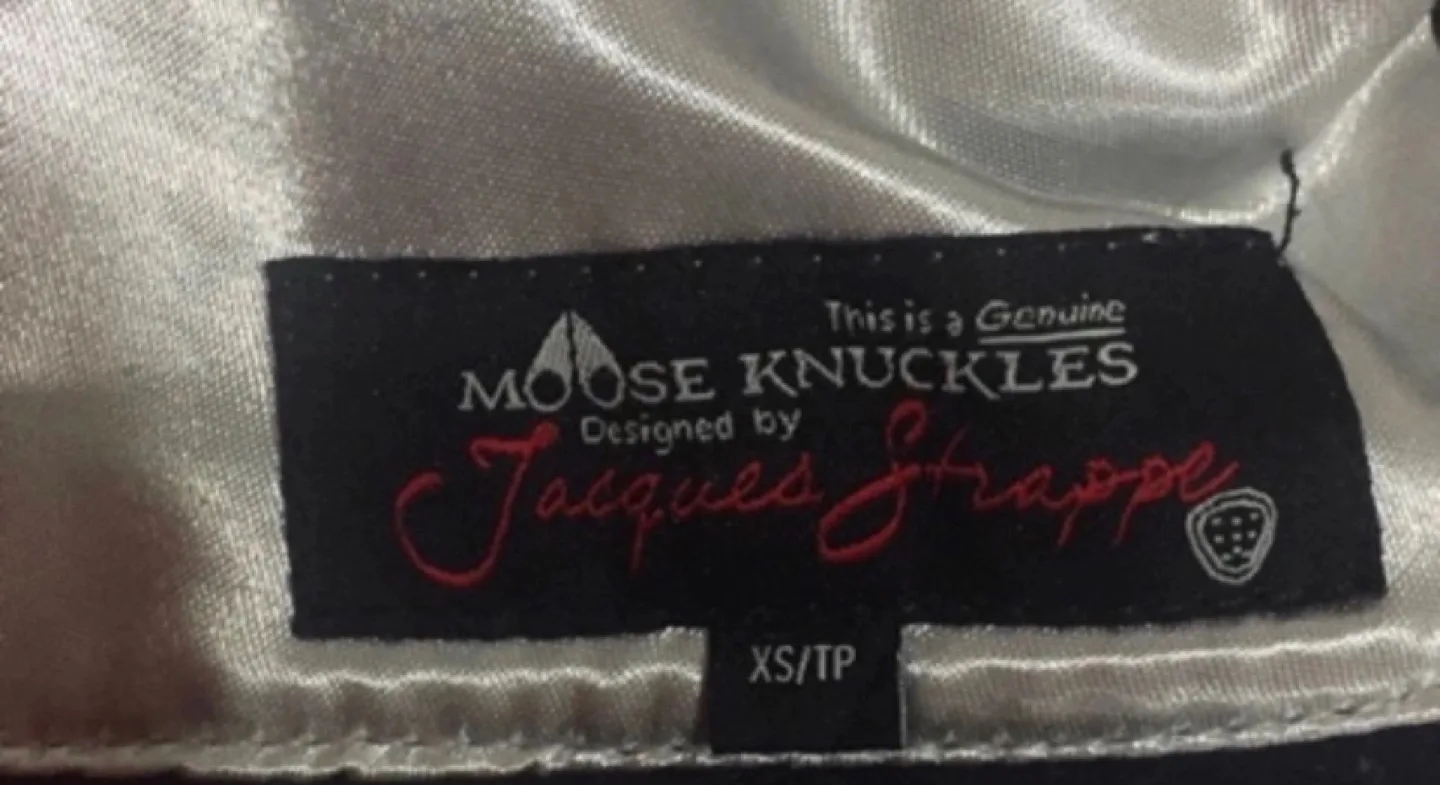 This is a Genuine
MOOSE KNUCKLES
Designed by
Jacques Strappe
XS/TP